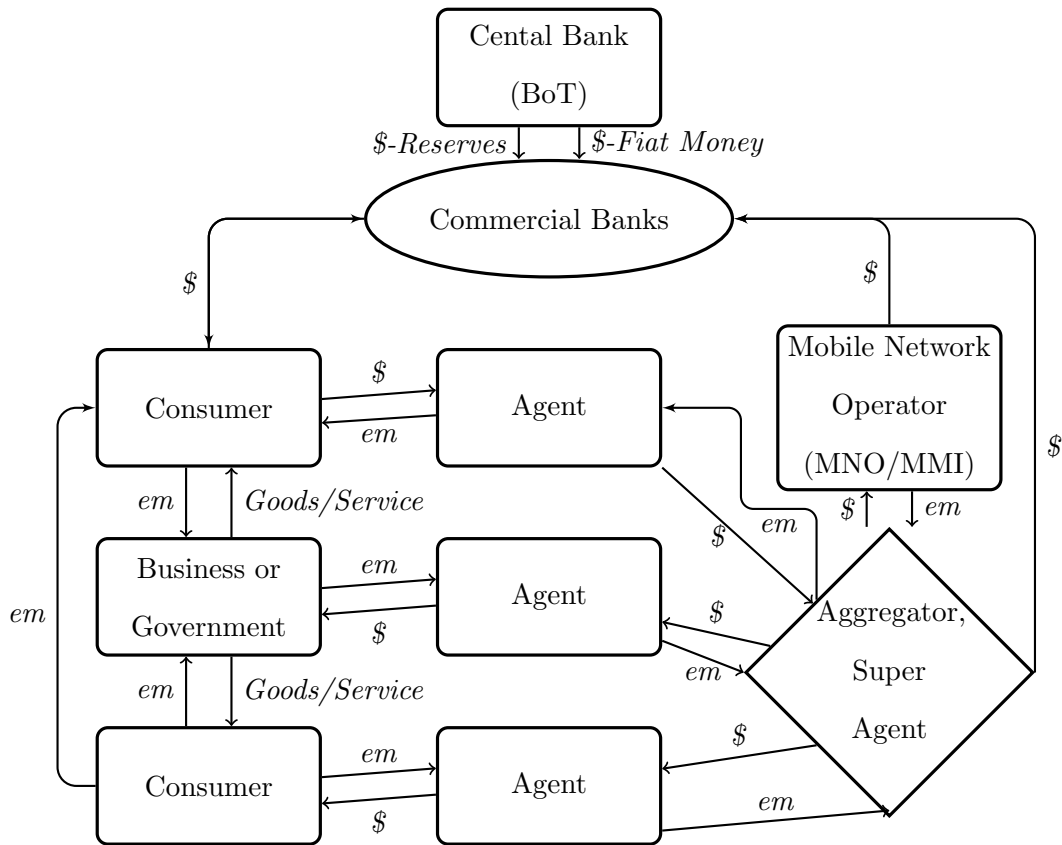 Cental Bank
(BoT)
$-Reserves
$-Fiat Money
Commercial Banks
$
$
Mobile Network
Operator
(MNO/MMI)
$
Consumer
$
em
Agent
em
Goods/Service
$
em
$
em
Business or
Government
em
$
Agent
$
em
Aggregator,
Super
Agent
em
em
Goods/Service
Consumer
em
$
Agent
$
em